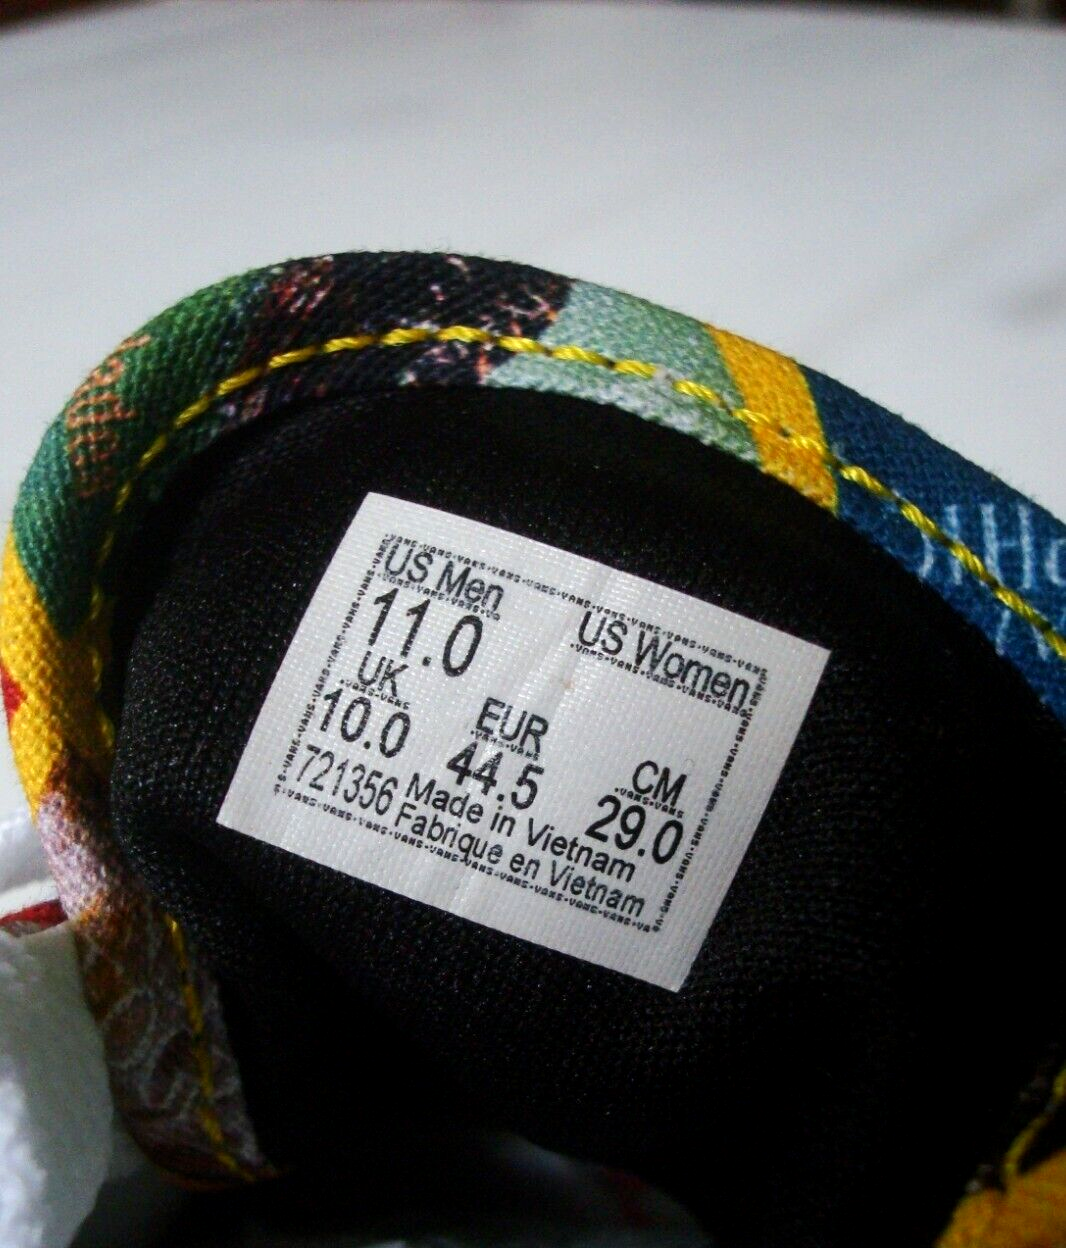 US Men
11.0
US Women
UK
10.0
EUR
44.5
CM
29.0
721356 Made in Vietnam
Fabrique en Vietnam